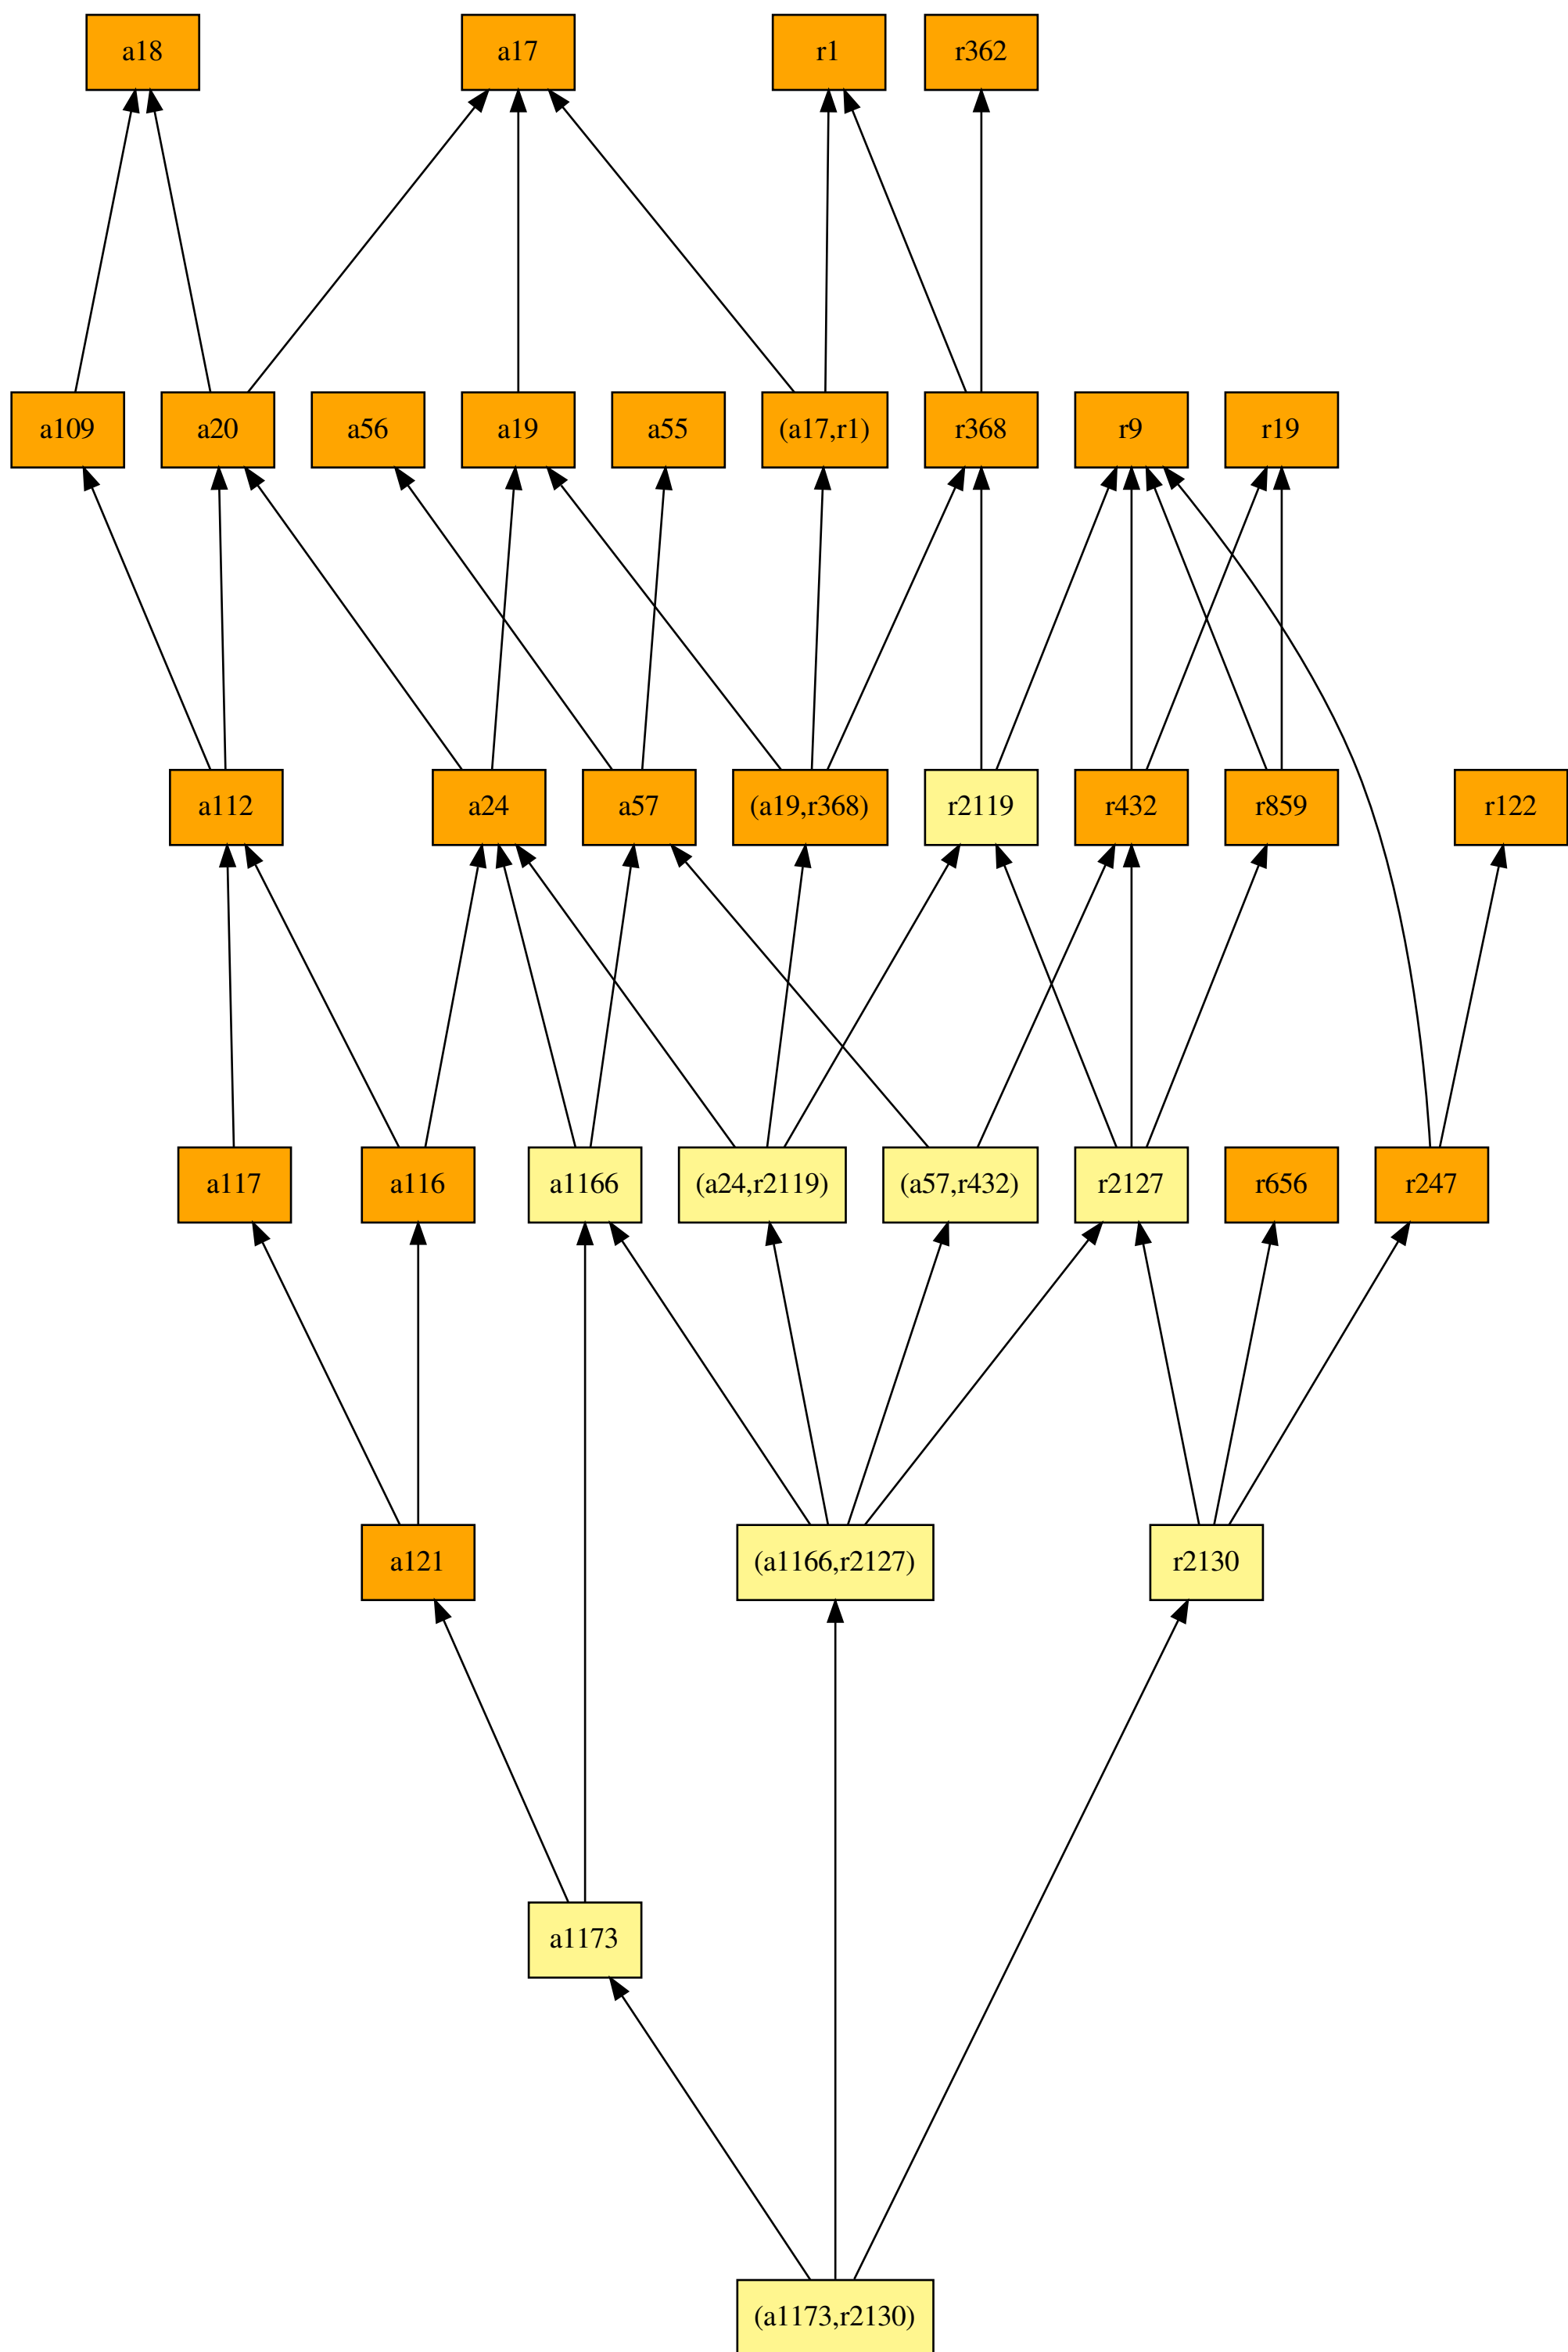 a18 a17 r1 r362
a109 a20 a56 a19 a55 (a17,r1) r368 r9 r19
a112 a24 a57 (a19,r368) r2119 r432 r859 r122
a117 a116 a1166 (a24,r2119) (a57,r432) r2127 r656 r247
a121 (a1166,r2127) r2130
a1173
(a1173,r2130)